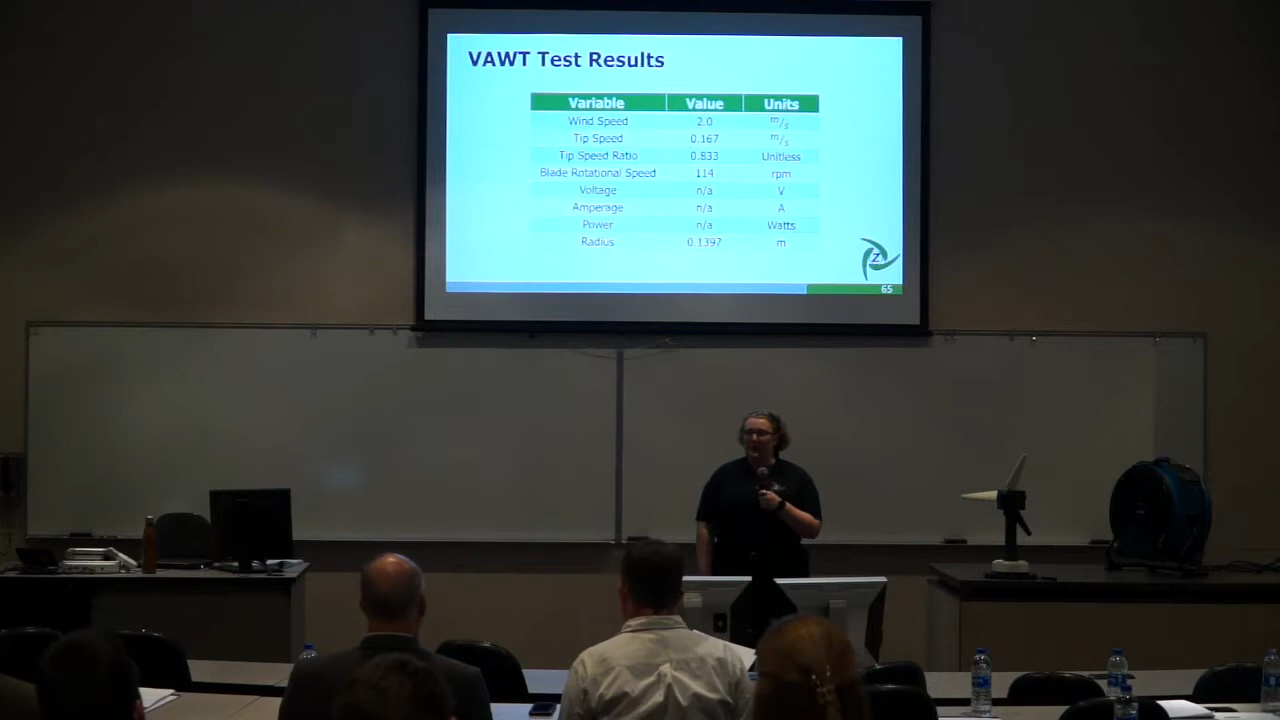 VAWT Test Results
Variable Value Units
Wind Speed 2.0 m/s
Tip Speed 0.167 m/s
Tip Speed Ratio 0.833 Unitless
Blade Rotational Speed 114 rpm
Voltage n/a V
Amperage n/a A
Power n/a Watts
Radius 0.1397 m
Z
65